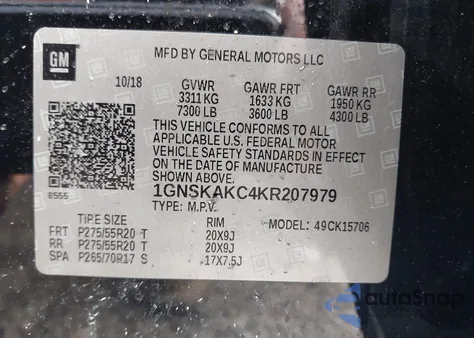 GM
MFD BY GENERAL MOTORS LLC
10/18 GVWR GAWR FRT GAWR RR
3311 KG 1633 KG 1950 KG
7300 LB 3600 LB 4300 LB
THIS VEHICLE CONFORMS TO ALL
APPLICABLE U.S. FEDERAL MOTOR
VEHICLE SAFETY STANDARDS IN EFFECT
ON THE DATE OF MANUFACTURE
SHOWN ABOVE.
8555 1GNSKAKC4KR207979
TYPE: M.P.V. MODEL: 49CK15706
TIPE SIZE RIM
FRT P275/55R20 T 20X9J
RR P275/55R20 T 20X9J
SPA P265/70R17 S 17X7.5J
autoSnap